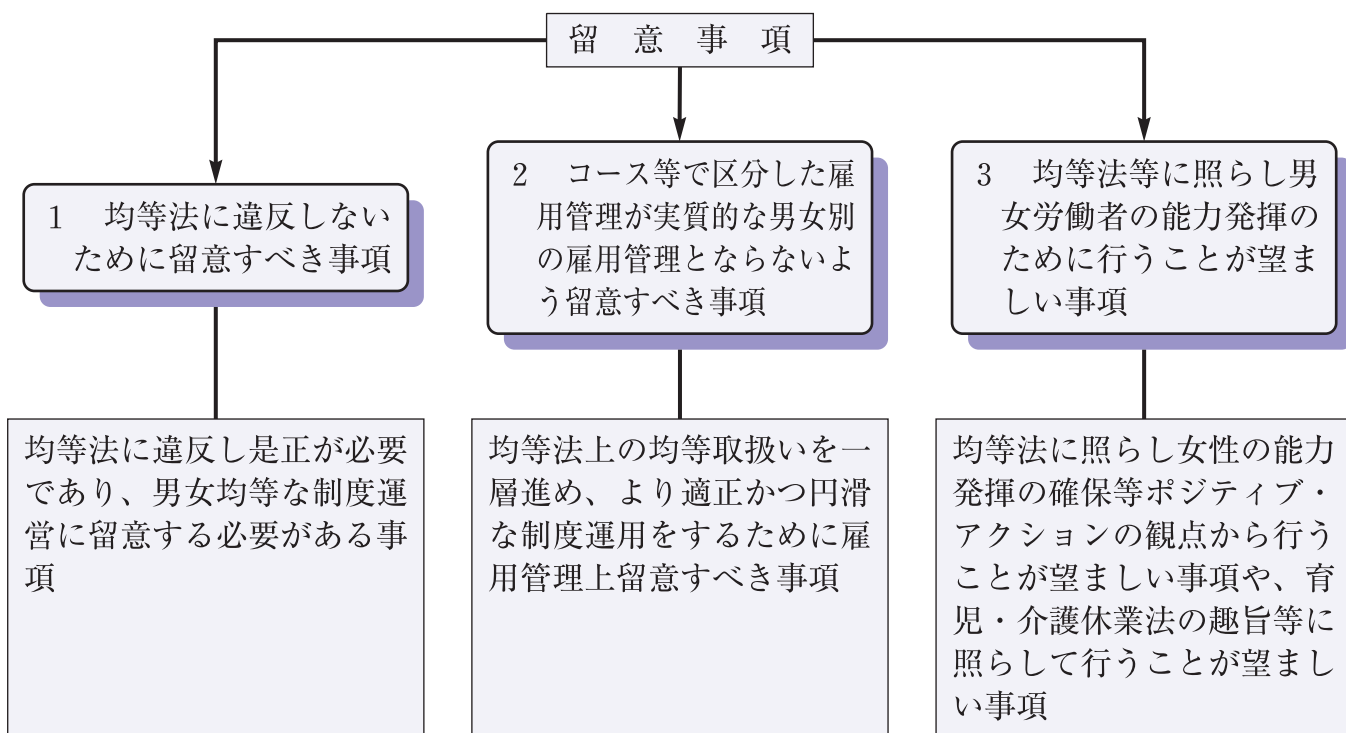 留意事項
1 均等法に違反しない
ために留意すべき事項
2 コース等で区分した雇
用管理が実質的な男女別
の雇用管理とならないよ
う留意すべき事項
3 均等法等に照らし男
女労働者の能力発揮の
ために行うことが望ま
しい事項
均等法に違反し是正が必要
であり、男女均等な制度運
営に留意する必要がある事
項
均等法上の均等取扱いを一
層進め、より適正かつ円滑
な制度運用をするために雇
用管理上留意すべき事項
均等法に照らし女性の能力
発揮の確保等ポジティブ・
アクションの観点から行う
ことが望ましい事項や、育
児・介護休業法の趣旨等に
照らして行うことが望まし
い事項